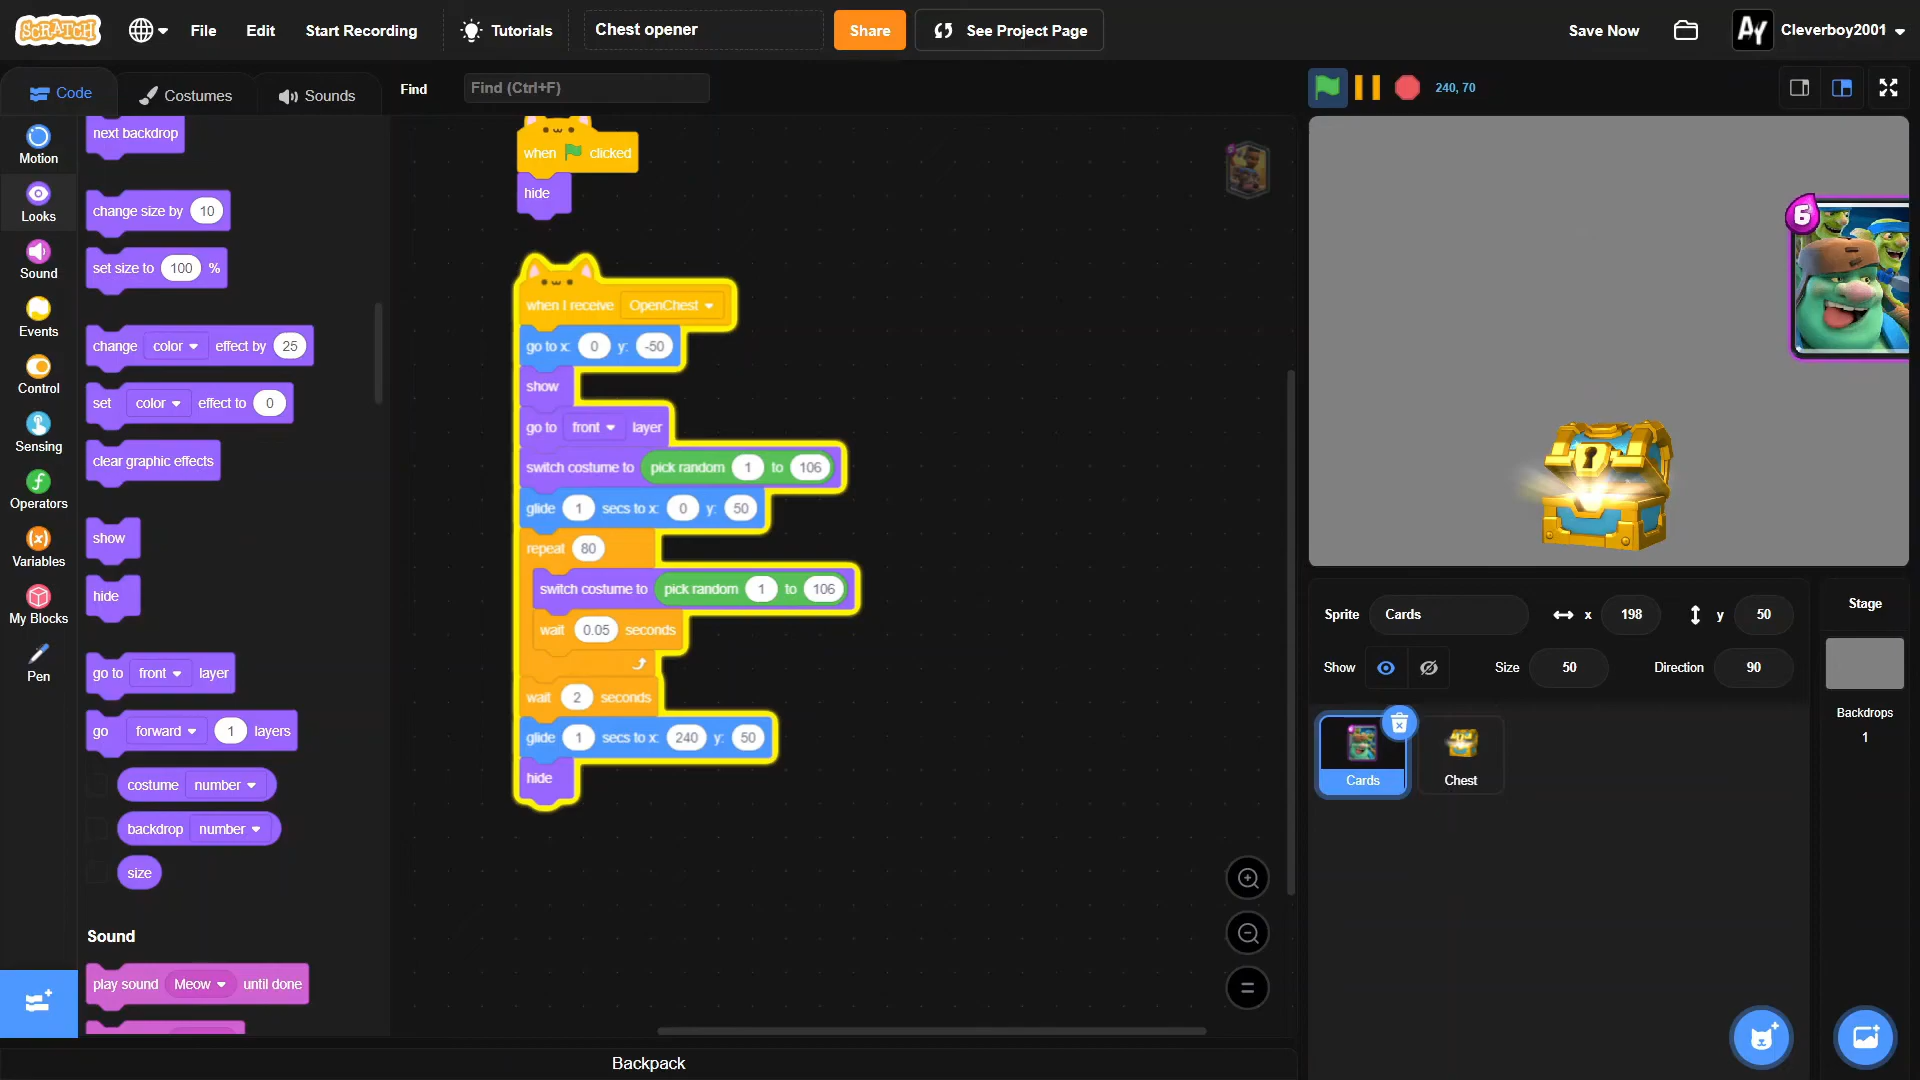 SCRATCH File Edit Start Recording Tutorials Chest opener Share See Project Page Save Now Ay Cleverboy2001
Code Costumes Sounds Find Find (Ctrl+F) 240, 70
Motion
Looks
Sound
Events
Control
Sensing
Operators
Variables
My Blocks
Pen
next backdrop
change size by 10
set size to 100 %
change color effect by 25
set color effect to 0
clear graphic effects
show
hide
go to front layer
go forward 1 layers
costume number
backdrop number
size
Sound
play sound Meow until done
when clicked
hide
when I receive OpenChest
go to x: 0 y: -50
show
go to front layer
switch costume to pick random 1 to 106
glide 1 secs to x: 0 y: 50
repeat 80
switch costume to pick random 1 to 106
wait 0.05 seconds
wait 2 seconds
glide 1 secs to x: 240 y: 50
hide
6
Sprite Cards x 198 y 50
Show Size 50 Direction 90
Cards Chest
Stage
Backdrops
1
Backpack